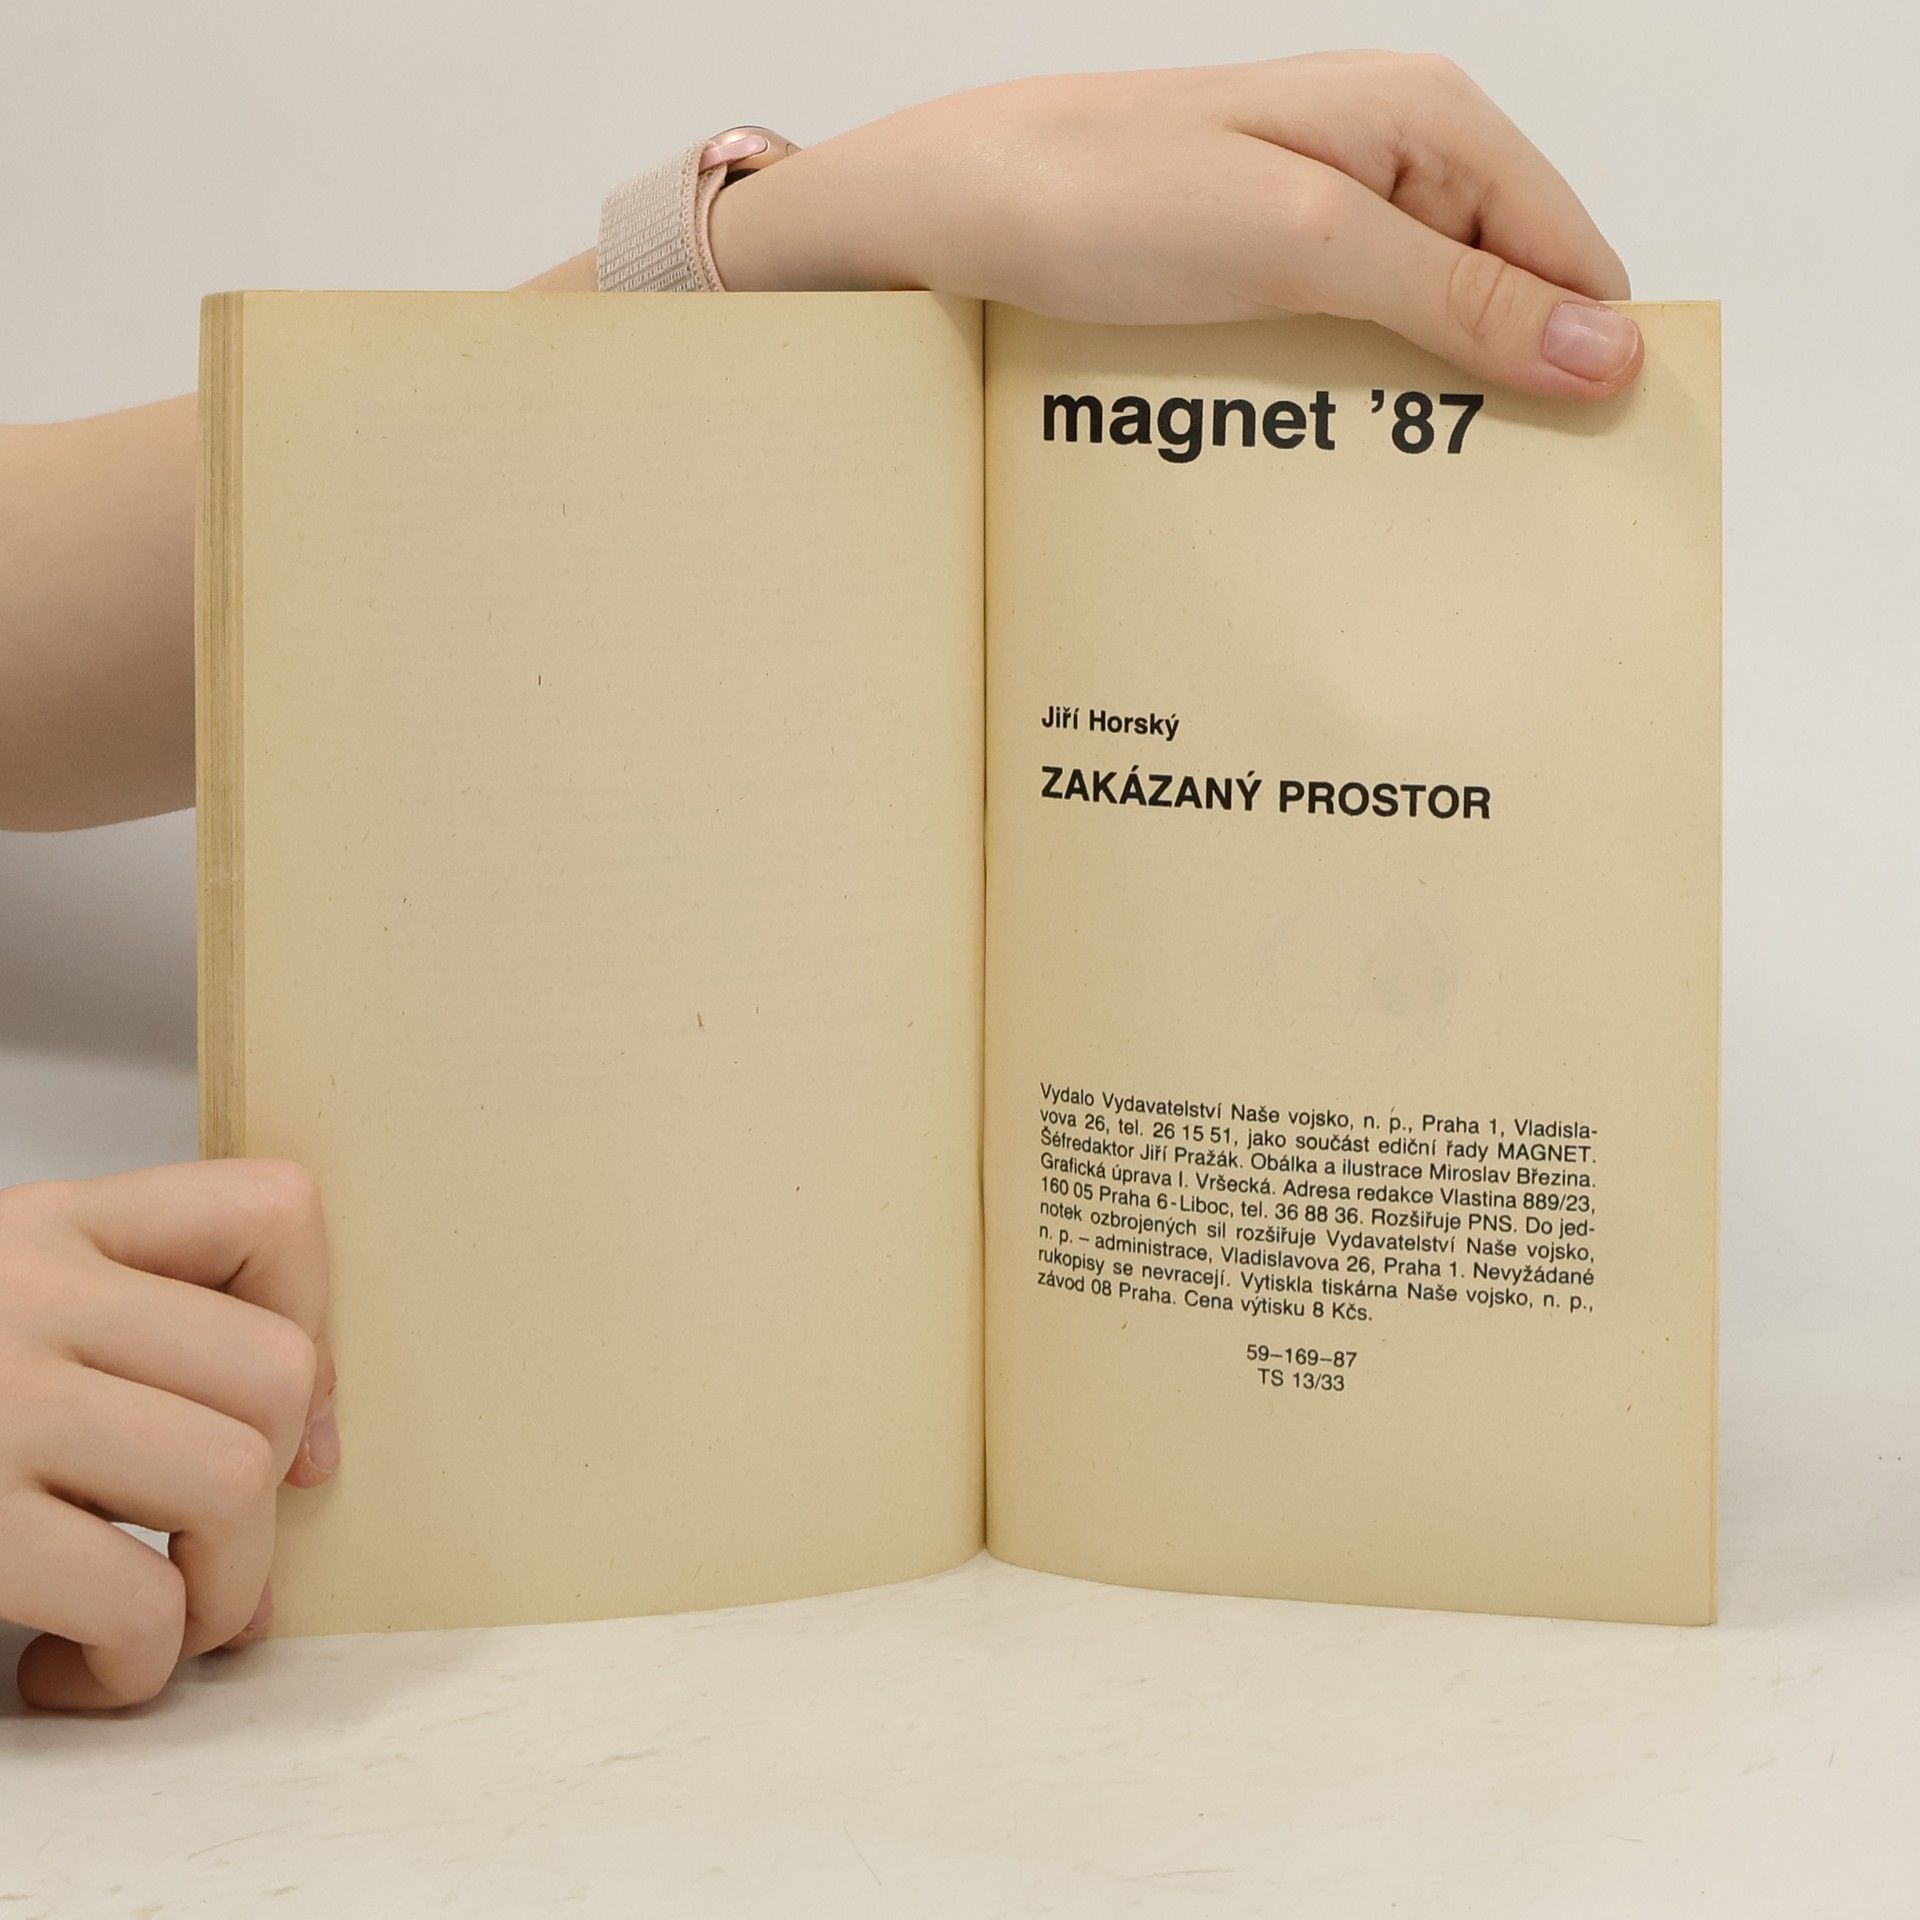 magnet ’87
Jiří Horský
ZAKÁZANÝ PROSTOR
Vydalo Vydavatelství Naše vojsko, n. p., Praha 1, Vladisla-
vova 26, tel. 26 15 51, jako součást ediční řady MAGNET.
Šéfredaktor Jiří Pražák. Obálka a ilustrace Miroslav Březina.
Grafická úprava I. Vršecká. Adresa redakce Vlastina 889/23,
160 05 Praha 6-Liboc, tel. 36 88 36. Rozšiřuje PNS. Do jed-
notek ozbrojených sil rozšiřuje Vydavatelství Naše vojsko,
n. p. – administrace, Vladislavova 26, Praha 1. Nevyžádané
rukopisy se nevracejí. Vytiskla tiskárna Naše vojsko, n. p.,
závod 08 Praha. Cena výtisku 8 Kčs.
59–169–87
TS 13/33